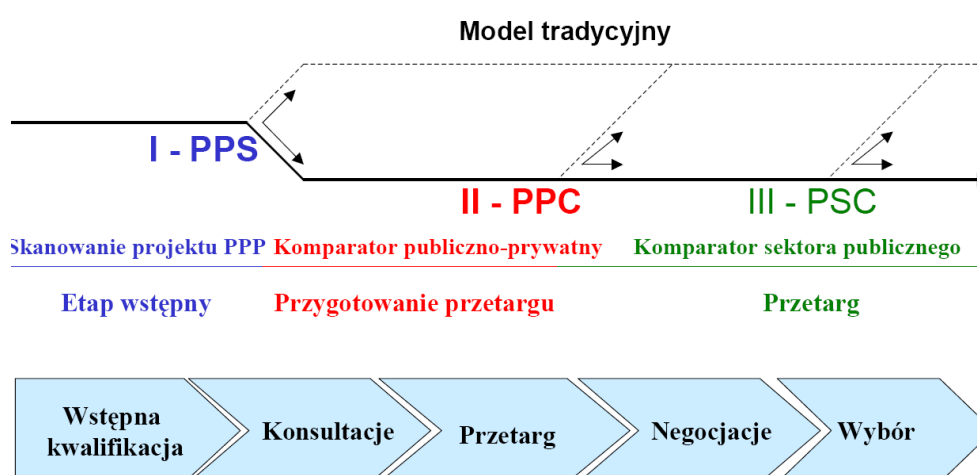 Model tradycyjny
I - PPS
II - PPC
III - PSC
Skanowanie projektu PPP
Komparator publiczno-prywatny
Komparator sektora publicznego
Etap wstępny
Przygotowanie przetargu
Przetarg
Wstępna
kwalifikacja
Konsultacje
Przetarg
Negocjacje
Wybór